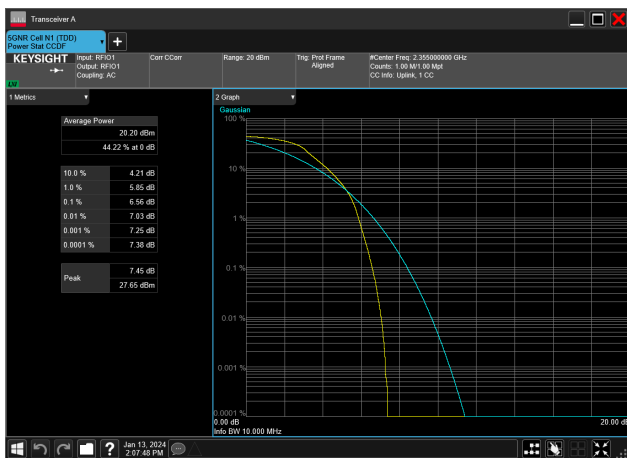 Transceiver A
5GNR Cell N1 (TDD)
Power Stat CCDF
KEYSIGHT
Input: RFIO1
Output: RFIO1
Coupling: AC
Corr CCorr
Range: 20 dBm
Trig: Prot Frame
Aligned
#Center Freq: 2.355000000 GHz
Counts: 1.00 M/1.00 Mpt
CC Info: Uplink, 1 CC
LXI
1 Metrics
Average Power
20.20 dBm
44.22 % at 0 dB
10.0 % 4.21 dB
1.0 % 5.85 dB
0.1 % 6.56 dB
0.01 % 7.03 dB
0.001 % 7.25 dB
0.0001 % 7.38 dB
Peak
7.45 dB
27.65 dBm
2 Graph
Gaussian
100 %
10 %
1 %
0.1 %
0.01 %
0.001 %
0.0001 %
0.00 dB
20.00 dB
Info BW 10.000 MHz
Jan 13, 2024
2:07:48 PM